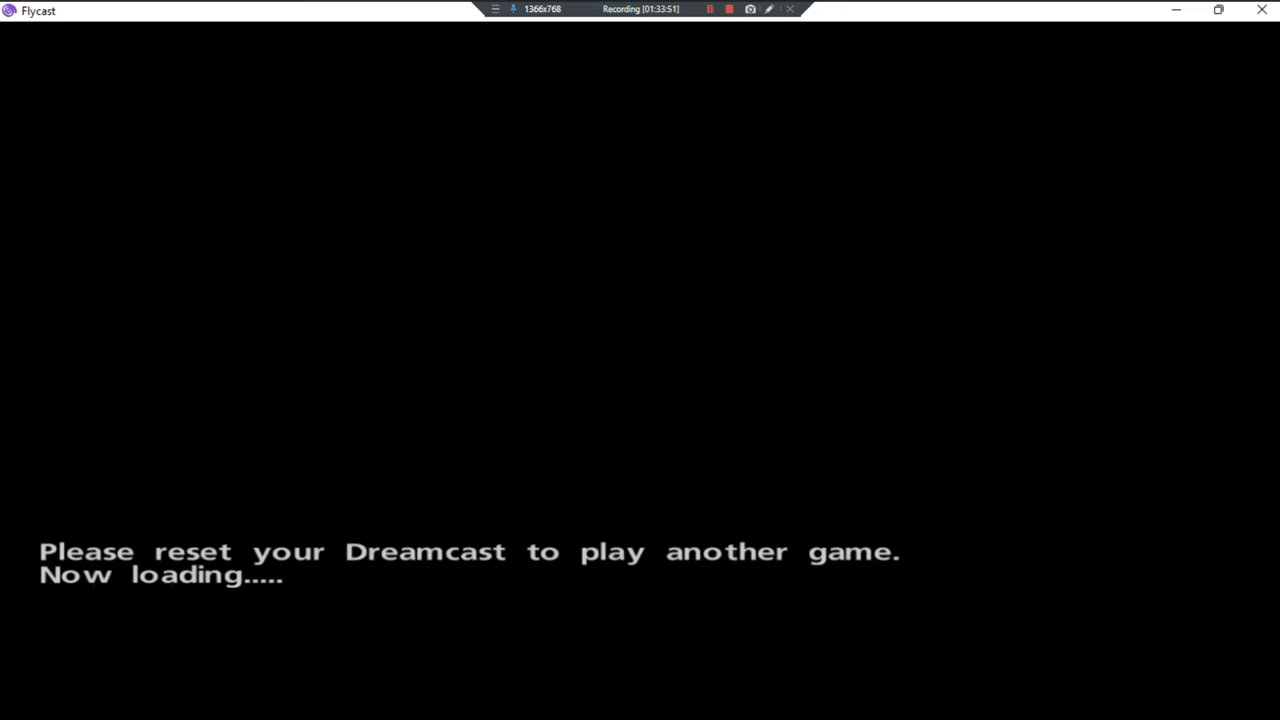 Flycast
1366x768
Recording [01:33:51]
Please reset your Dreamcast to play another game.
Now loading.....